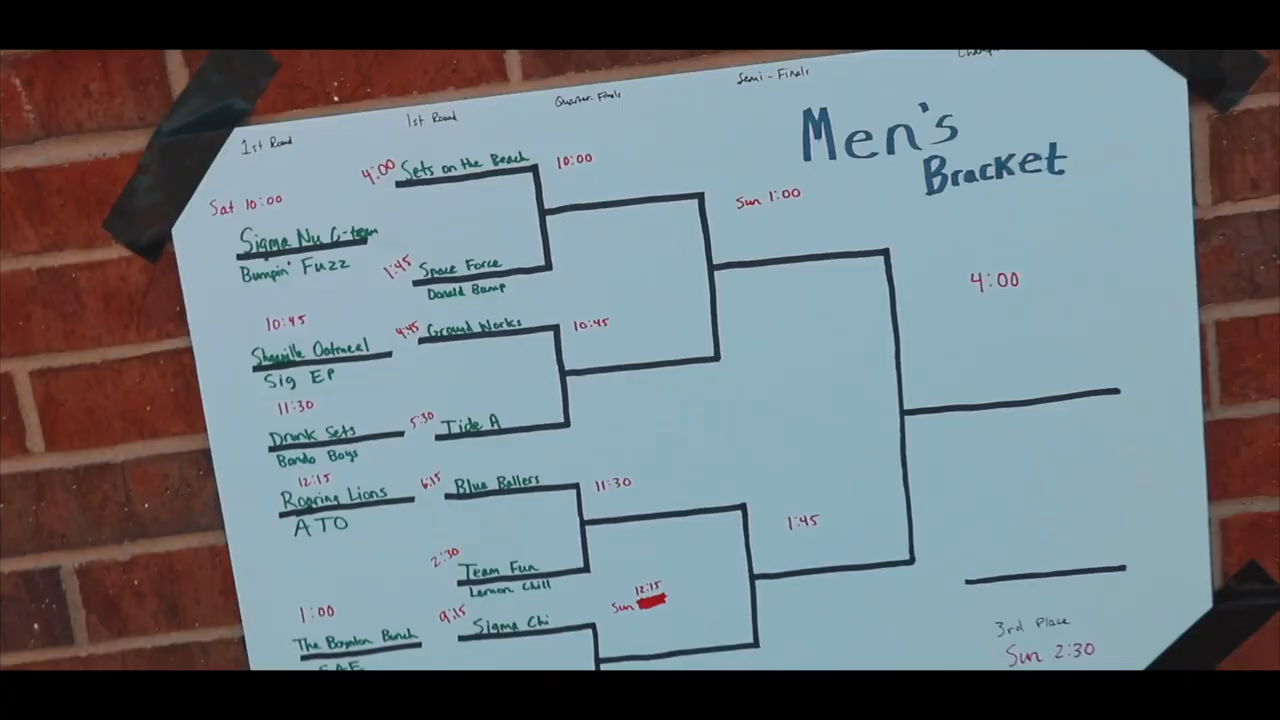 1st Round
1st Round
Quarter-Finals
Semi-Finals
Men's
Bracket
Sat 10:00
Sigma Nu C-team
Bumpin' Fuzz
10:45
Sig EP
11:30
Drunk Sets
Bando Boys
12:15
Roaring Lions
ATO
1:00
The Boynton Bunch
SAE
4:00 Sets on the Beach
1:45 Space Force
Donald Bump
4:45 Ground Works
5:30 Tide A
6:15 Blue Ballers
2:30 Team Fun
Lemon Chill
9:15 Sigma Chi
10:00
10:45
11:30
12:15
Sun
Sun 1:00
1:45
4:00
3rd Place
Sun 2:30